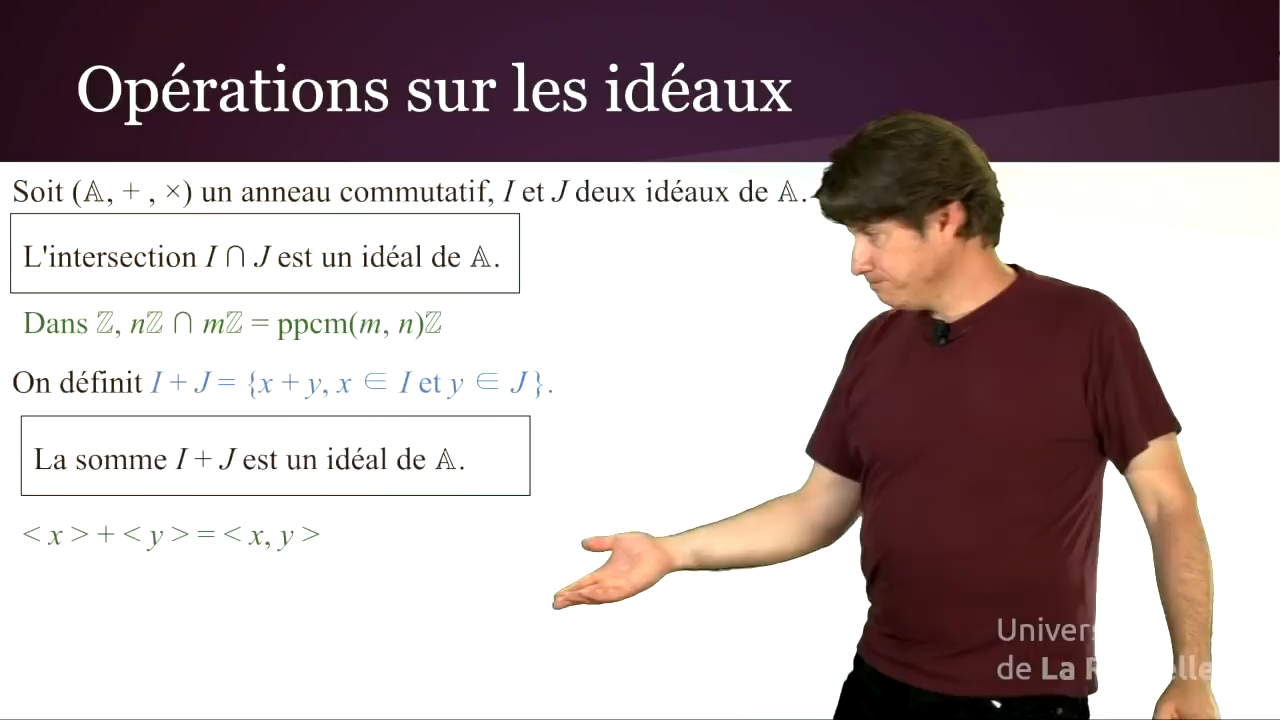 Opérations sur les idéaux
Soit (𝔸, + , ×) un anneau commutatif, I et J deux idéaux de 𝔸.
L'intersection I ∩ J est un idéal de 𝔸.
Dans ℤ, nℤ ∩ mℤ = ppcm(m, n)ℤ
On définit I + J = {x + y, x ∈ I et y ∈ J}.
La somme I + J est un idéal de 𝔸.
< x > + < y > = < x, y >
de La